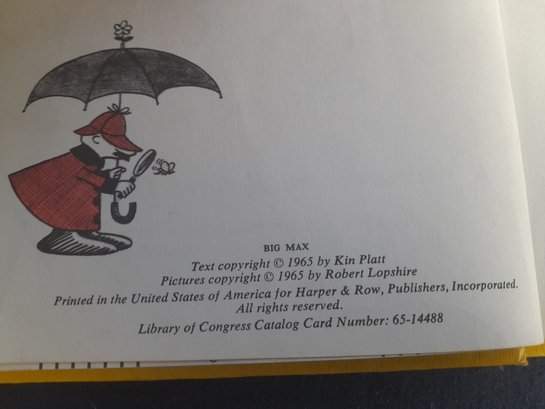 BIG MAX
Text copyright © 1965 by Kin Platt
Pictures copyright © 1965 by Robert Lopshire
Printed in the United States of America for Harper & Row, Publishers, Incorporated.
All rights reserved.
Library of Congress Catalog Card Number: 65-14488